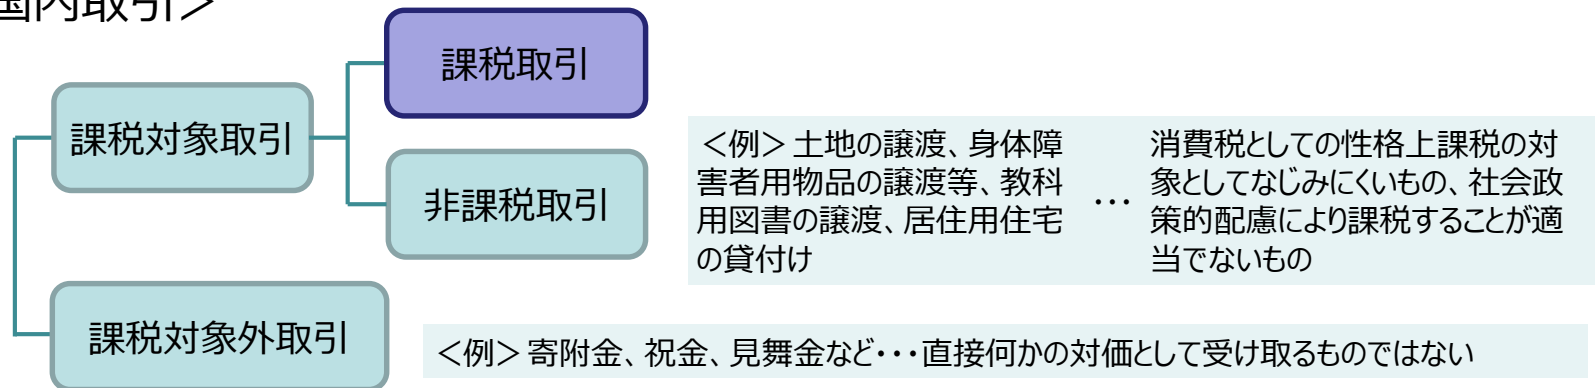 国内取引＞
課税取引
課税対象取引
＜例＞ 土地の譲渡、身体障
害者用物品の譲渡等、教科
用図書の譲渡、居住用住宅
の貸付け
・・・
消費税としての性格上課税の対
象としてなじみにくいもの、社会政
策的配慮により課税することが適
当でないもの
非課税取引
課税対象外取引
＜例＞ 寄附金、祝金、見舞金など・・・直接何かの対価として受け取るものではない